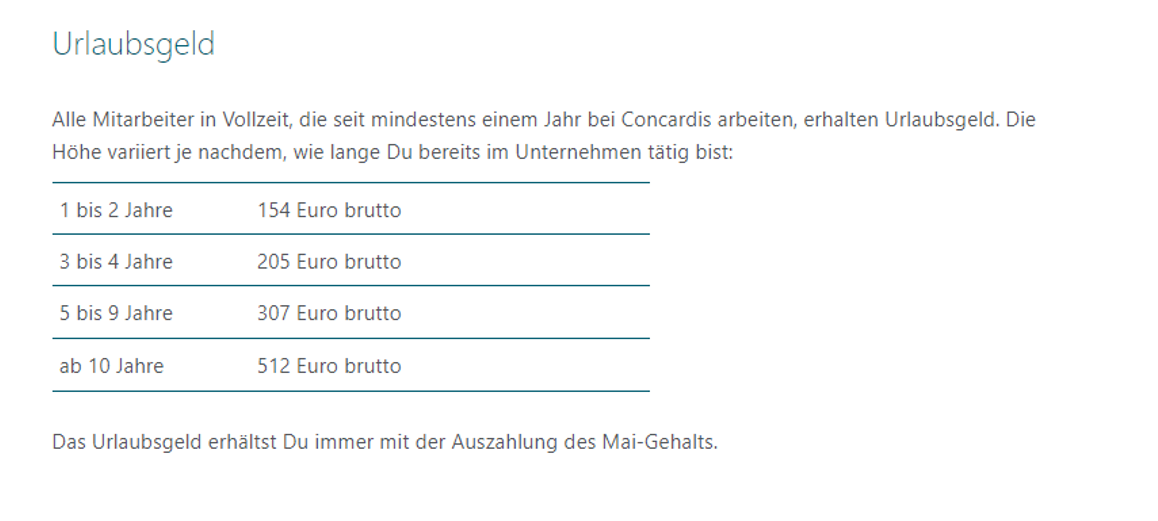 Urlaubsgeld
Alle Mitarbeiter in Vollzeit, die seit mindestens einem Jahr bei Concardis arbeiten, erhalten Urlaubsgeld. Die
Höhe variiert je nachdem, wie lange Du bereits im Unternehmen tätig bist:
1 bis 2 Jahre 154 Euro brutto
3 bis 4 Jahre 205 Euro brutto
5 bis 9 Jahre 307 Euro brutto
ab 10 Jahre 512 Euro brutto
Das Urlaubsgeld erhältst Du immer mit der Auszahlung des Mai-Gehalts.